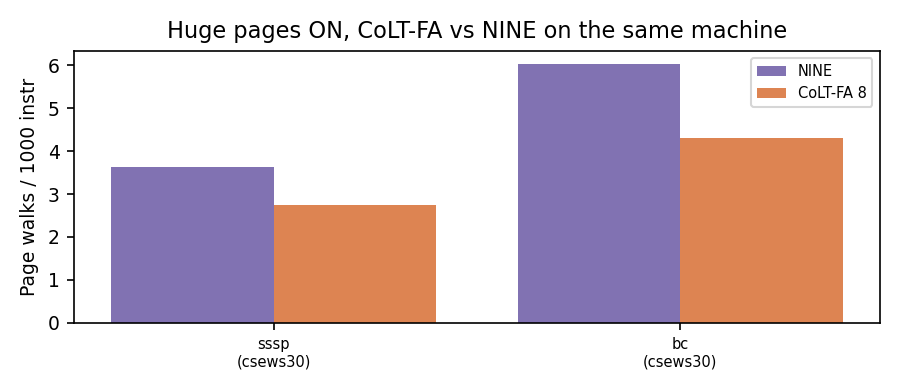 Huge pages ON, CoLT-FA vs NINE on the same machine
Page walks / 1000 instr
6
5
4
3
2
1
0
NINE
CoLT-FA 8
sssp
(csews30)
bc
(csews30)